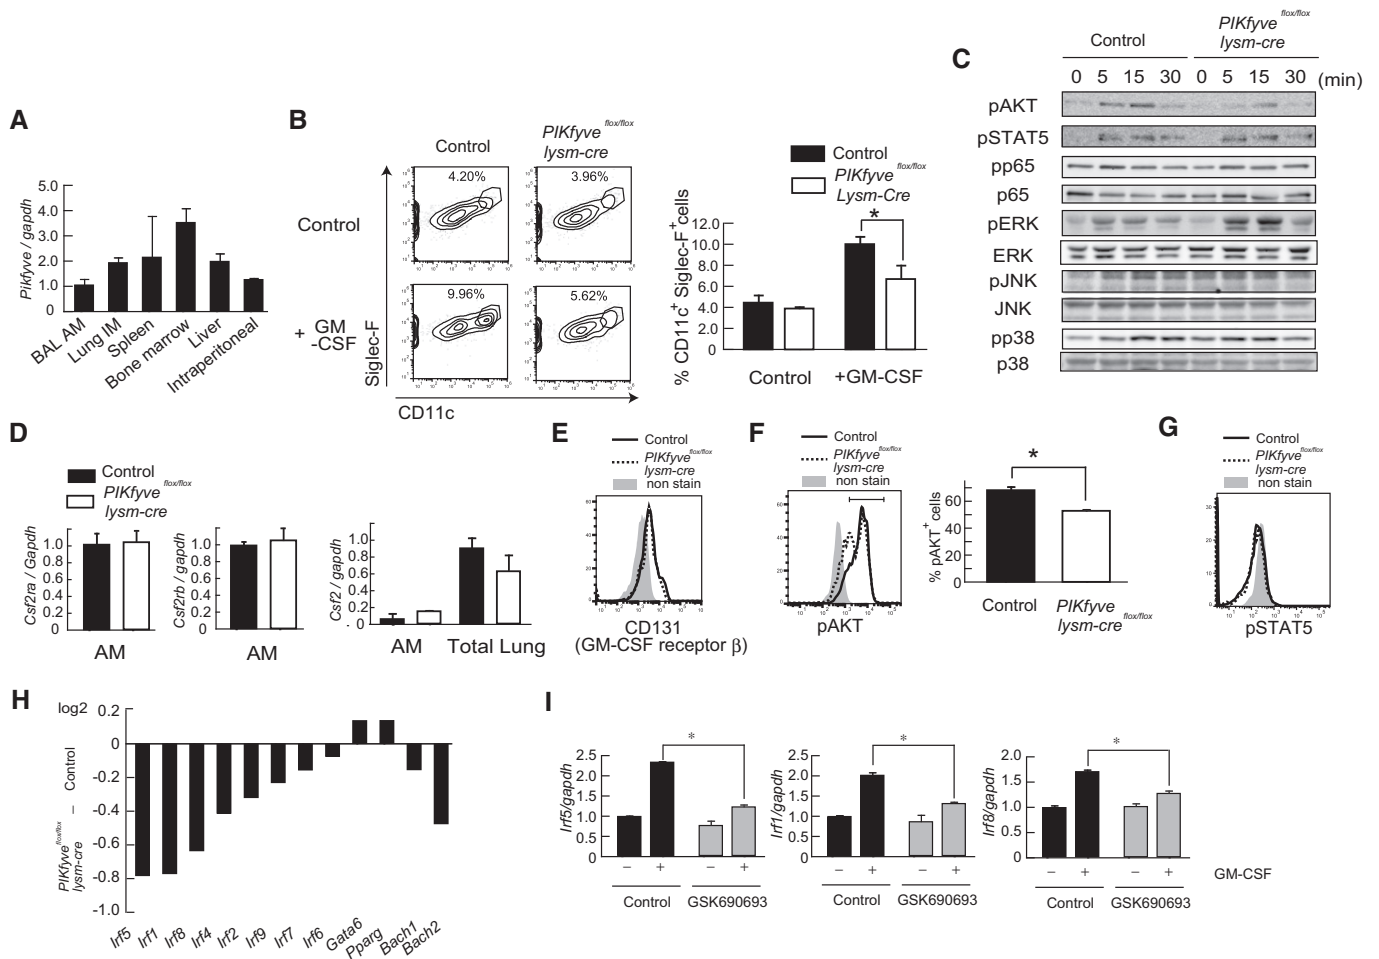 A
Pikfyve / gapdh
5.0
4.0
3.0
2.0
1.0
0
BAL AM
Lung IM
Spleen
Bone marrow
Liver
Intraperitoneal
B
Control
PIKfyve flox/flox
lysm-cre
Control
4.20%
3.96%
+ GM
-CSF
9.96%
5.62%
Siglec-F
CD11c
Control
PIKfyve flox/flox
Lysm-Cre
% CD11c+ Siglec-F+cells
12.0
10.0
8.0
6.0
4.0
2.0
0
*
Control
+GM-CSF
C
Control
PIKfyve flox/flox
lysm-cre
0 5 15 30 0 5 15 30 (min)
pAKT
pSTAT5
pp65
p65
pERK
ERK
pJNK
JNK
pp38
p38
D
Control
PIKfyve flox/flox
lysm-cre
Csf2ra / Gapdh
1.0
0.8
0.6
0.4
0.2
0
AM
Csf2rb / gapdh
1.0
0.8
0.6
0.4
0.2
0
AM
Csf2 / gapdh
1.0
0.8
0.6
0.4
0.2
AM
Total Lung
E
Control
PIKfyve flox/flox
lysm-cre
non stain
60
40
20
0
CD131
(GM-CSF receptor β)
F
Control
PIKfyve flox/flox
lysm-cre
non stain
60
40
20
0
pAKT
% pAKT+ cells
60
40
20
0
*
Control
PIKfyve flox/flox
lysm-cre
G
Control
PIKfyve flox/flox
lysm-cre
non stain
30
20
10
0
pSTAT5
H
log2
PIKfyve flox/flox
lysm-cre – Control
0.2
0
-0.2
-0.4
-0.6
-0.8
-1.0
Irf5
Irf1
Irf8
Irf4
Irf2
Irf9
Irf7
Irf6
Gata6
Pparg
Bach1
Bach2
I
Irf5/gapdh
2.5
2.0
1.5
1.0
0.5
0
*
– + – +
Control
GSK690693
Irf1/gapdh
2.5
2.0
1.5
1.0
0.5
0
*
– + – +
Control
GSK690693
Irf8/gapdh
2.0
1.5
1.0
0.5
0
*
– + – +
GM-CSF
Control
GSK690693